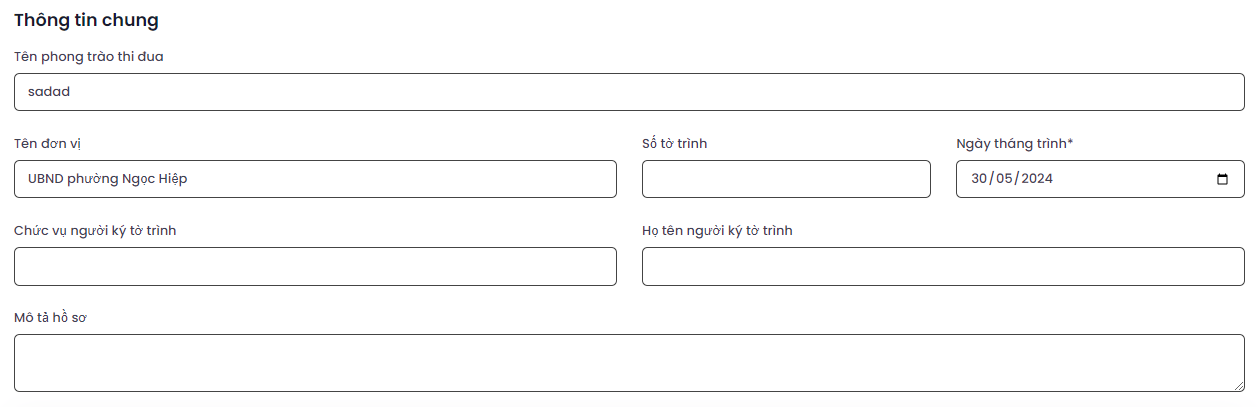 Thông tin chung
Tên phong trào thi đua
sadad
Tên đơn vị
Số tờ trình
Ngày tháng trình*
UBND phường Ngọc Hiệp
30/05/2024
Chức vụ người ký tờ trình
Họ tên người ký tờ trình
Mô tả hồ sơ